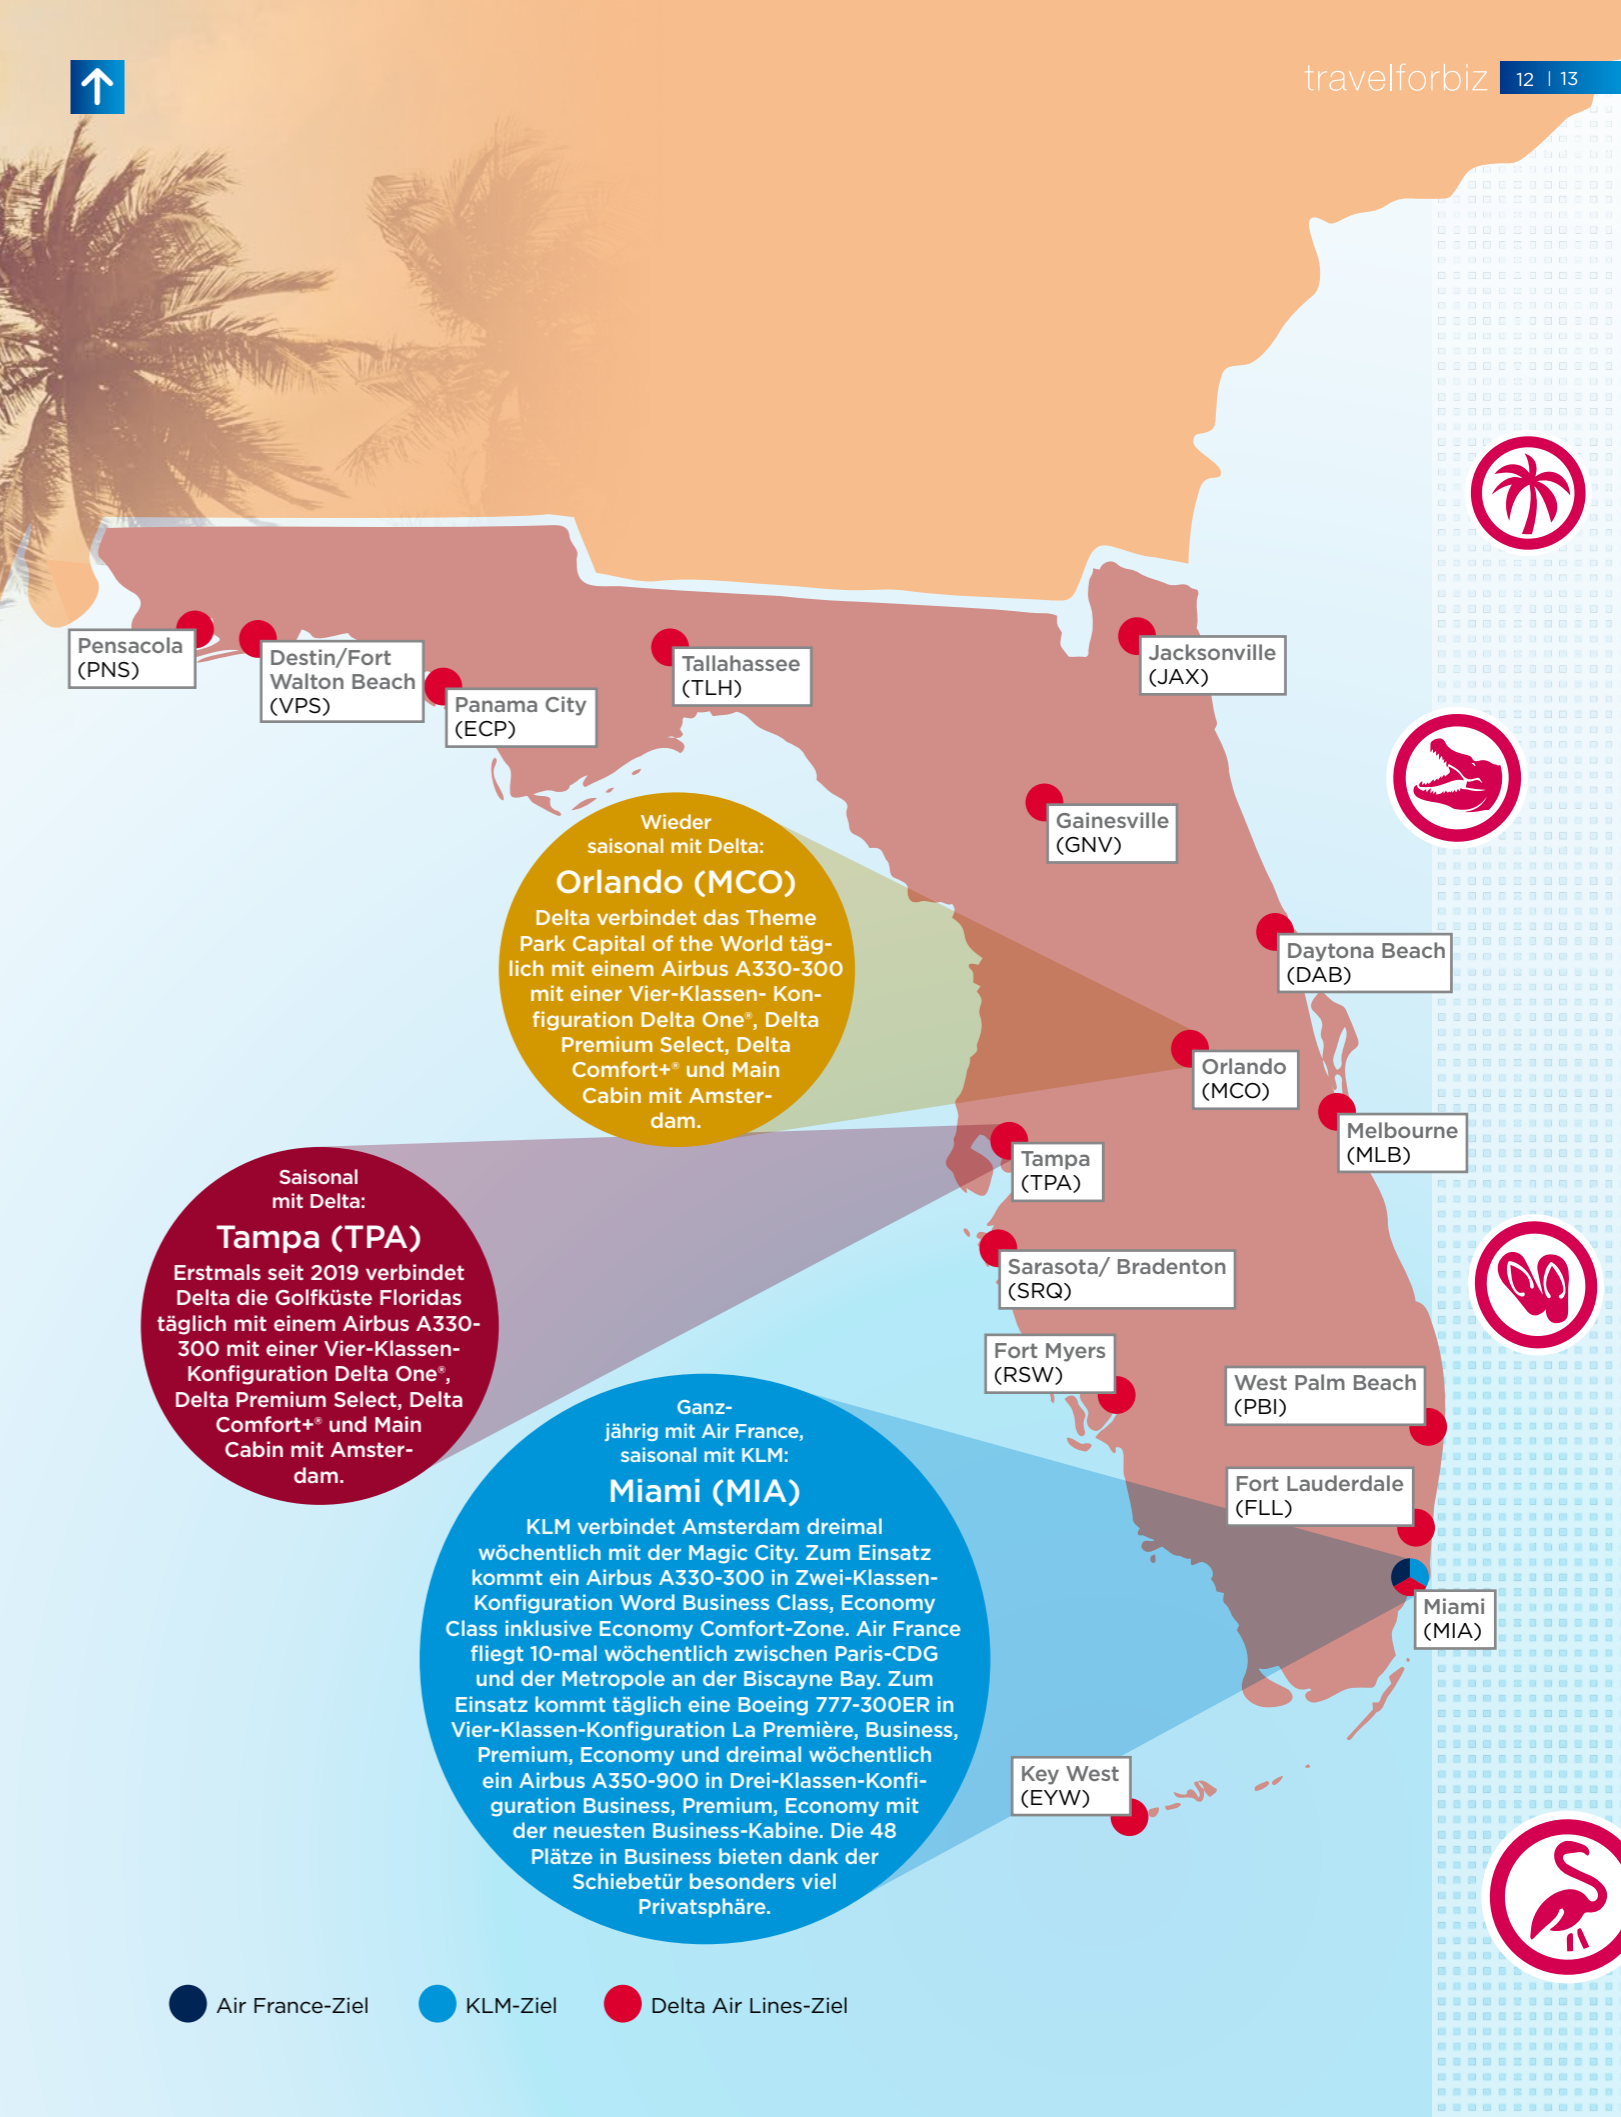 travelforbiz 12 | 13
Pensacola
(PNS)
Destin/Fort
Walton Beach
(VPS)
Panama City
(ECP)
Tallahassee
(TLH)
Jacksonville
(JAX)
Gainesville
(GNV)
Wieder
saisonal mit Delta:
Orlando (MCO)
Delta verbindet das Theme
Park Capital of the World täg-
lich mit einem Airbus A330-300
mit einer Vier-Klassen- Kon-
figuration Delta One®, Delta
Premium Select, Delta
Comfort+® und Main
Cabin mit Amster-
dam.
Daytona Beach
(DAB)
Orlando
(MCO)
Melbourne
(MLB)
Tampa
(TPA)
Saisonal
mit Delta:
Tampa (TPA)
Erstmals seit 2019 verbindet
Delta die Golfküste Floridas
täglich mit einem Airbus A330-
300 mit einer Vier-Klassen-
Konfiguration Delta One®,
Delta Premium Select, Delta
Comfort+® und Main
Cabin mit Amster-
dam.
Sarasota/ Bradenton
(SRQ)
Fort Myers
(RSW)
West Palm Beach
(PBI)
Fort Lauderdale
(FLL)
Miami
(MIA)
Ganz-
jährig mit Air France,
saisonal mit KLM:
Miami (MIA)
KLM verbindet Amsterdam dreimal
wöchentlich mit der Magic City. Zum Einsatz
kommt ein Airbus A330-300 in Zwei-Klassen-
Konfiguration Word Business Class, Economy
Class inklusive Economy Comfort-Zone. Air France
fliegt 10-mal wöchentlich zwischen Paris-CDG
und der Metropole an der Biscayne Bay. Zum
Einsatz kommt täglich eine Boeing 777-300ER in
Vier-Klassen-Konfiguration La Première, Business,
Premium, Economy und dreimal wöchentlich
ein Airbus A350-900 in Drei-Klassen-Konfi-
guration Business, Premium, Economy mit
der neuesten Business-Kabine. Die 48
Plätze in Business bieten dank der
Schiebetür besonders viel
Privatsphäre.
Key West
(EYW)
Air France-Ziel KLM-Ziel Delta Air Lines-Ziel